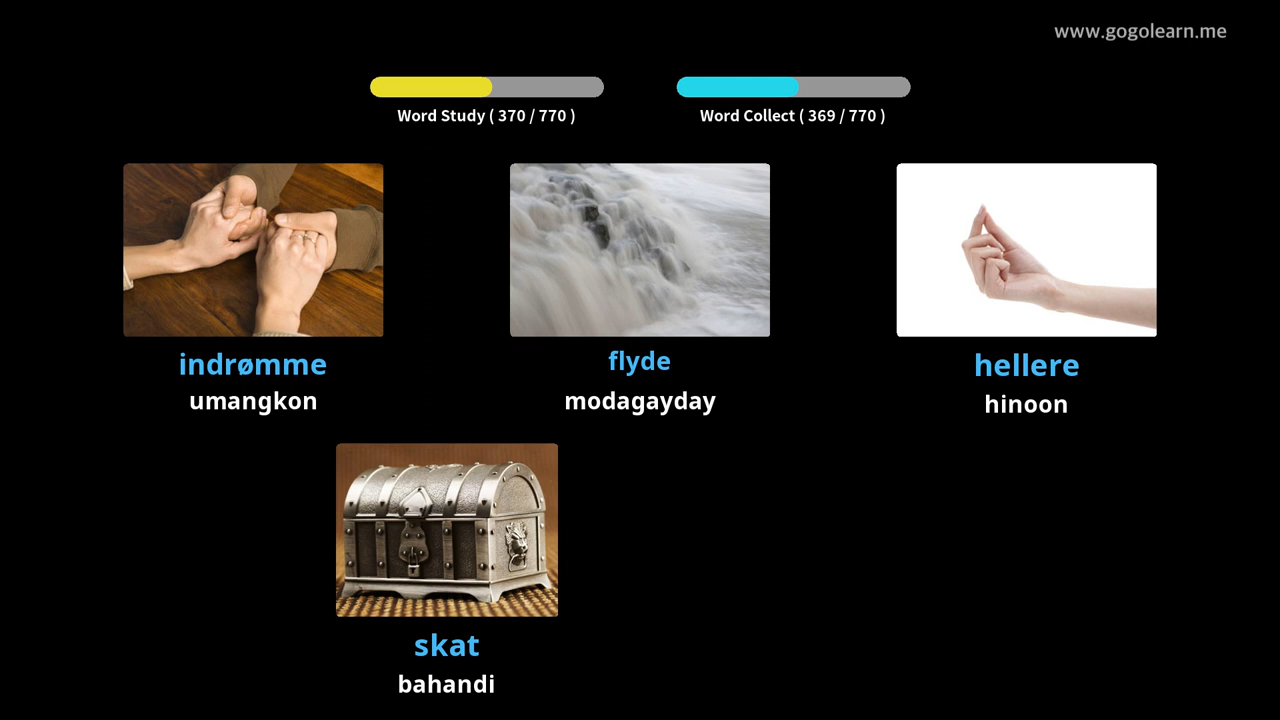 www.gogolearn.me
Word Study ( 370 / 770 )
Word Collect ( 369 / 770 )
indrømme
umangkon
flyde
modagayday
hellere
hinoon
skat
bahandi